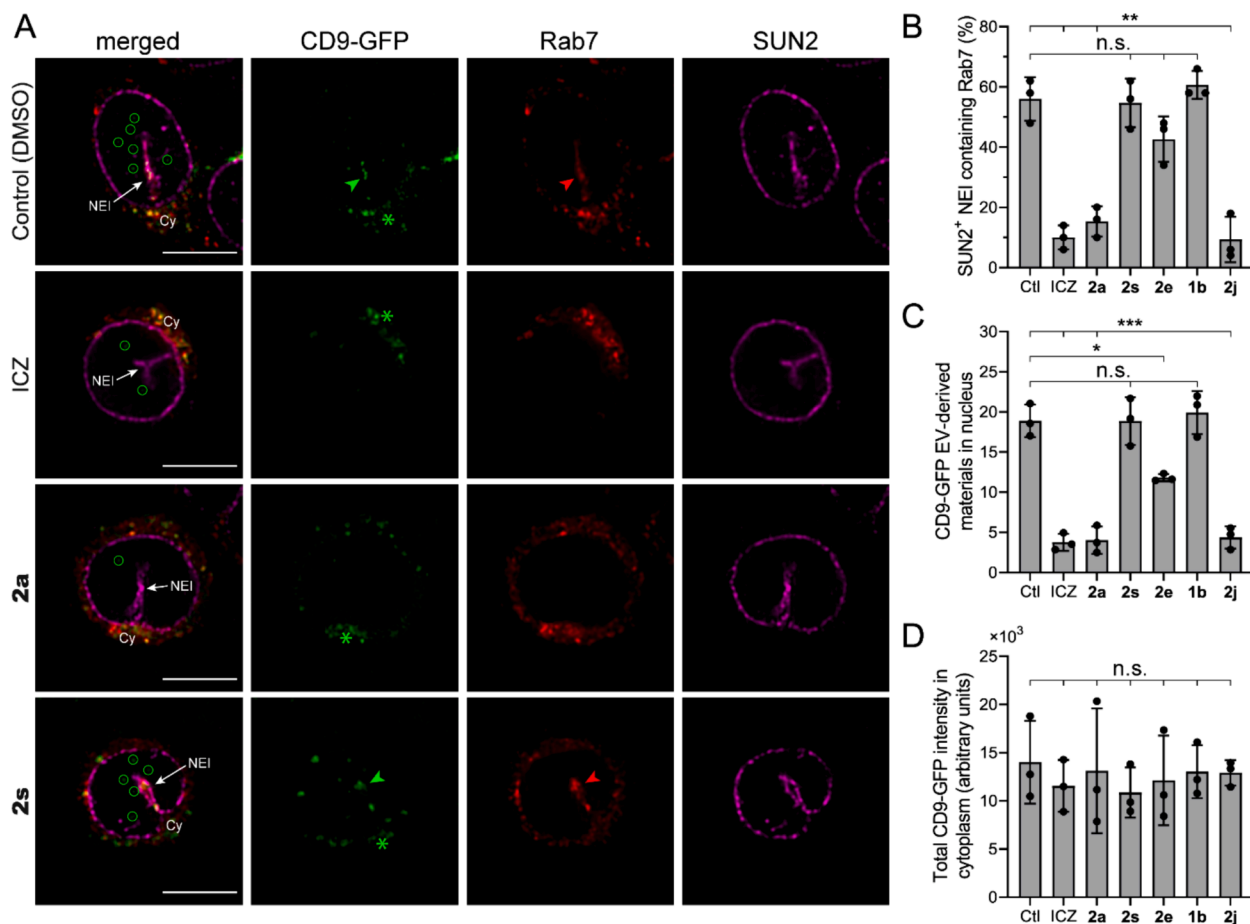 A
merged
CD9-GFP
Rab7
SUN2
Control (DMSO)
NEI
Cy
*
ICZ
Cy
*
NEI
2a
NEI
Cy
*
2s
NEI
Cy
*
B
SUN2+ NEI containing Rab7 (%)
80
60
40
20
0
**
n.s.
Ctl ICZ 2a 2s 2e 1b 2j
C
CD9-GFP EV-derived
materials in nucleus
30
25
20
15
10
5
0
***
*
n.s.
Ctl ICZ 2a 2s 2e 1b 2j
D
Total CD9-GFP intensity in
cytoplasm (arbitrary units)
×10³
25
20
15
10
5
0
n.s.
Ctl ICZ 2a 2s 2e 1b 2j